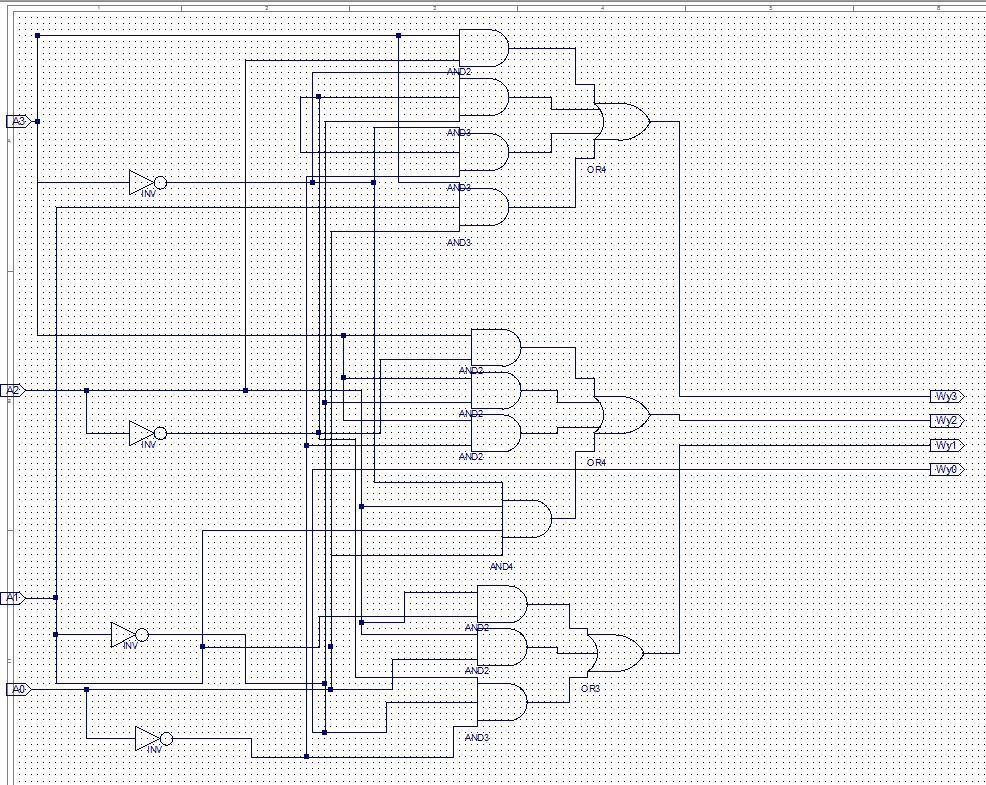 1 2 3 4 5 6
AND2
A3
A
AND3
OR4
INV
AND3
AND3
AND2
A2
Wy3
B
AND2
Wy2
INV
Wy1
AND2
OR4
Wy0
AND4
A1
AND2
INV
C
AND2
A0
OR3
AND3
INV